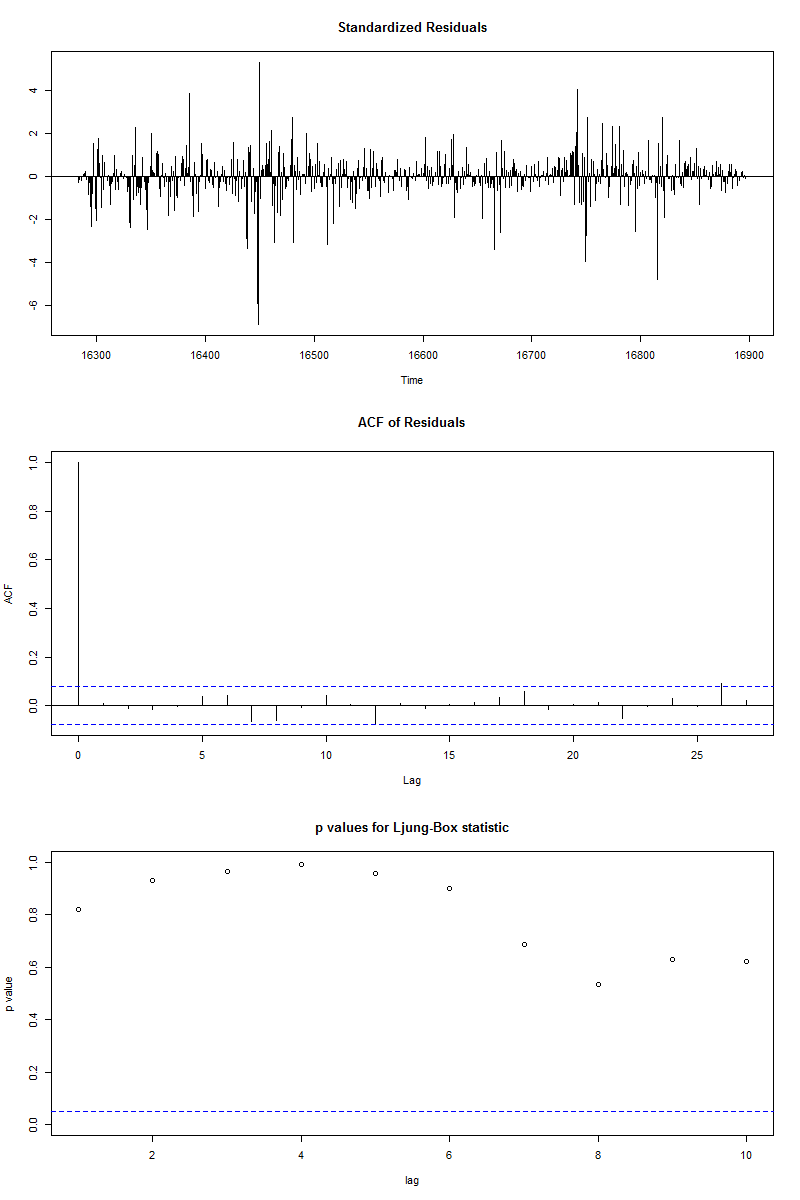 Standardized Residuals
4
2
0
-2
-4
-6
16300 16400 16500 16600 16700 16800 16900
Time
ACF of Residuals
ACF
1.0
0.8
0.6
0.4
0.2
0.0
0 5 10 15 20 25
Lag
p values for Ljung-Box statistic
p value
1.0
0.8
0.6
0.4
0.2
0.0
2 4 6 8 10
lag